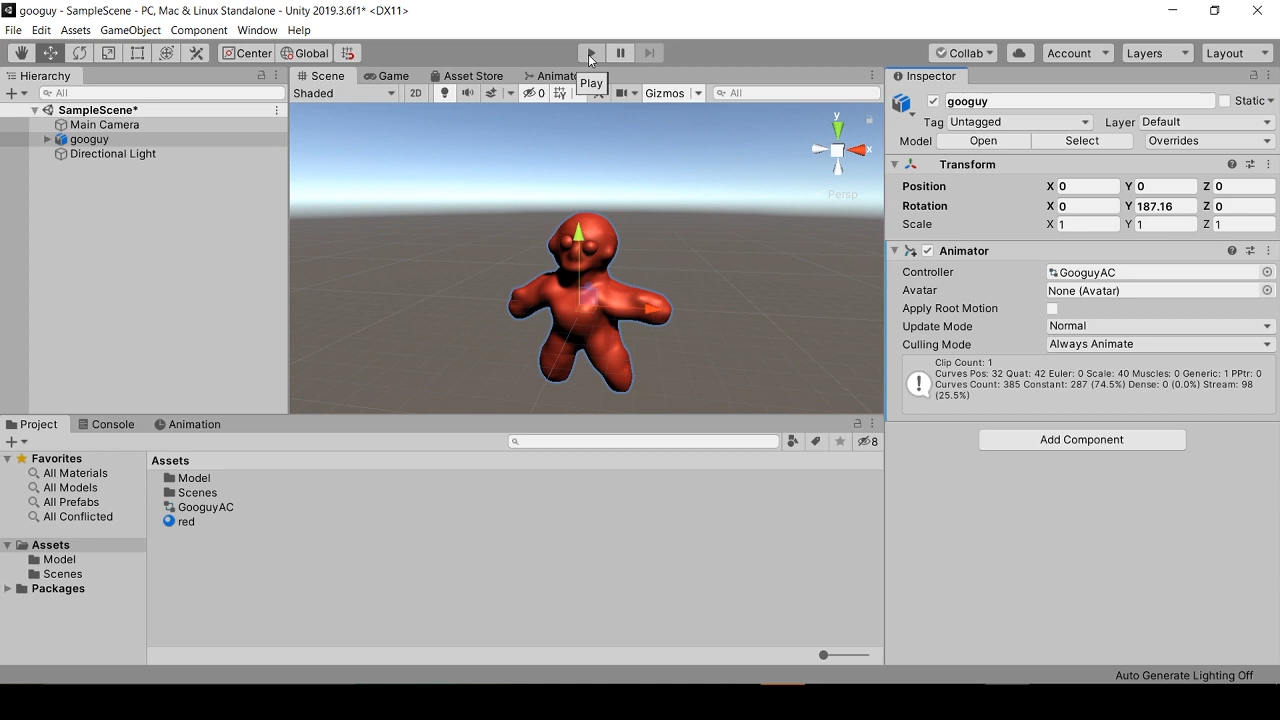 googuy - SampleScene - PC, Mac & Linux Standalone - Unity 2019.3.6f1* <DX11>
File Edit Assets GameObject Component Window Help
Center Global Collab Account Layers Layout
Hierarchy Scene Game Asset Store Animato Play Inspector
All Shaded 2D 0 Gizmos All googuy Static
SampleScene*
Main Camera
googuy
Directional Light
y
x
Persp
Tag Untagged Layer Default
Model Open Select Overrides
Transform
Position X 0 Y 0 Z 0
Rotation X 0 Y 187.16 Z 0
Scale X 1 Y 1 Z 1
Animator
Controller GooguyAC
Avatar None (Avatar)
Apply Root Motion
Update Mode Normal
Culling Mode Always Animate
Clip Count: 1
Curves Pos: 32 Quat: 42 Euler: 0 Scale: 40 Muscles: 0 Generic: 1 PPtr: 0
Curves Count: 385 Constant: 287 (74.5%) Dense: 0 (0.0%) Stream: 98
(25.5%)
Add Component
Project Console Animation
8
Favorites
All Materials
All Models
All Prefabs
All Conflicted
Assets
Model
Scenes
Packages
Assets
Model
Scenes
GooguyAC
red
Auto Generate Lighting Off